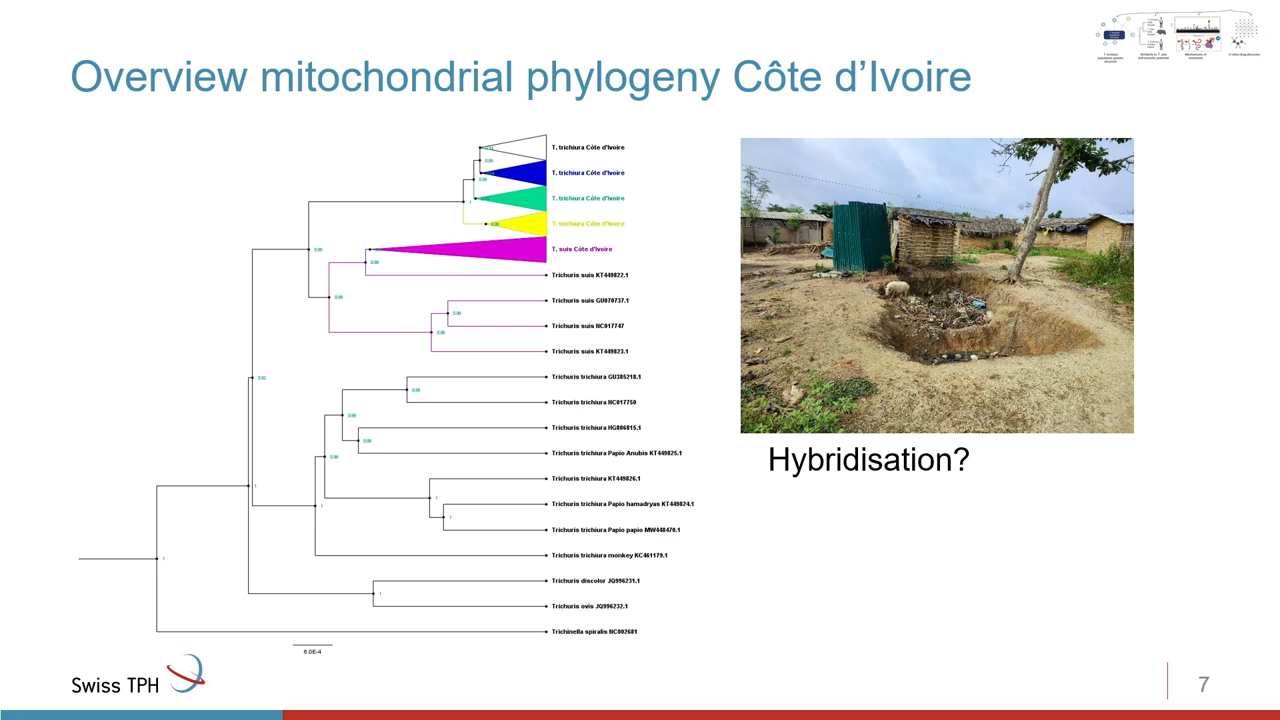 Overview mitochondrial phylogeny Côte d'Ivoire
T. trichiura Côte d'Ivoire
T. trichiura Côte d'Ivoire
T. trichiura Côte d'Ivoire
T. trichiura Côte d'Ivoire
T. suis Côte d'Ivoire
Trichuris suis KT449822.1
Trichuris suis GU070737.1
Trichuris suis NC017747
Trichuris suis KT449823.1
Trichuris trichiura GU385218.1
Trichuris trichiura NC017750
Trichuris trichiura HG806815.1
Trichuris trichiura Papio Anubis KT449825.1
Trichuris trichiura KT449826.1
Trichuris trichiura Papio hamadryas KT449824.1
Trichuris trichiura Papio papio MW448470.1
Trichuris trichiura monkey KC461179.1
Trichuris discolor JQ996231.1
Trichuris ovis JQ996232.1
Trichinella spiralis NC002681
6.0E-4
Hybridisation?
Swiss TPH
7